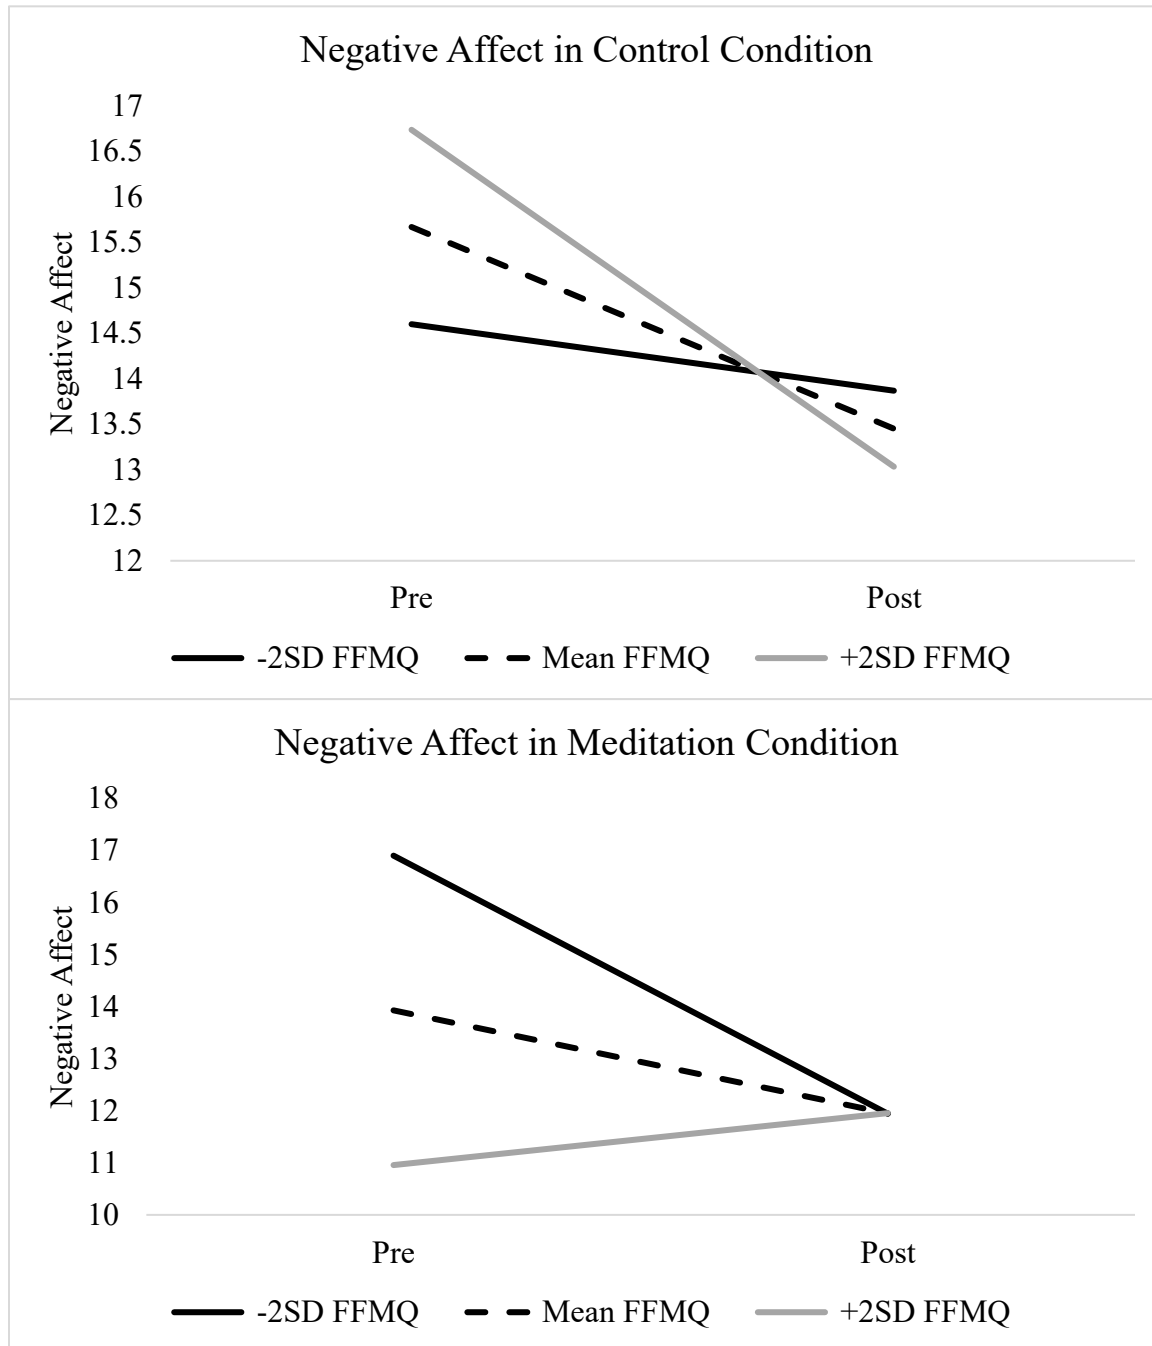 Negative Affect in Control Condition
17
16.5
16
15.5
15
14.5
14
13.5
13
12.5
12
Negative Affect
Pre Post
-2SD FFMQ Mean FFMQ +2SD FFMQ
Negative Affect in Meditation Condition
18
17
16
15
14
13
12
11
10
Negative Affect
Pre Post
-2SD FFMQ Mean FFMQ +2SD FFMQ